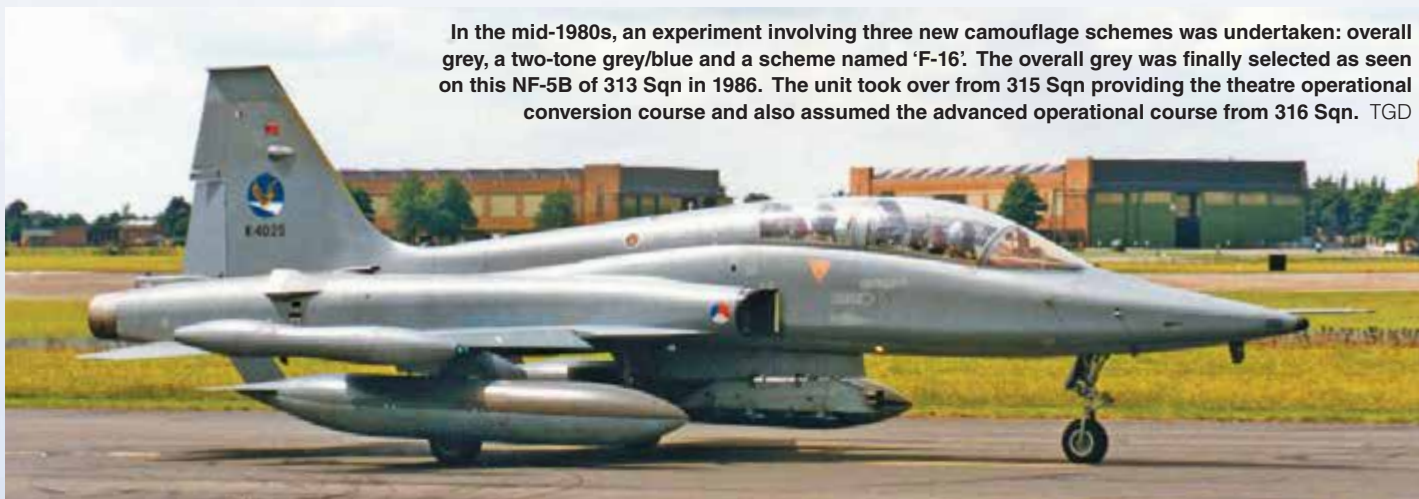 In the mid-1980s, an experiment involving three new camouflage schemes was undertaken: overall
grey, a two-tone grey/blue and a scheme named ‘F-16’. The overall grey was finally selected as seen
on this NF-5B of 313 Sqn in 1986. The unit took over from 315 Sqn providing the theatre operational
conversion course and also assumed the advanced operational course from 316 Sqn. TGD
K-4025